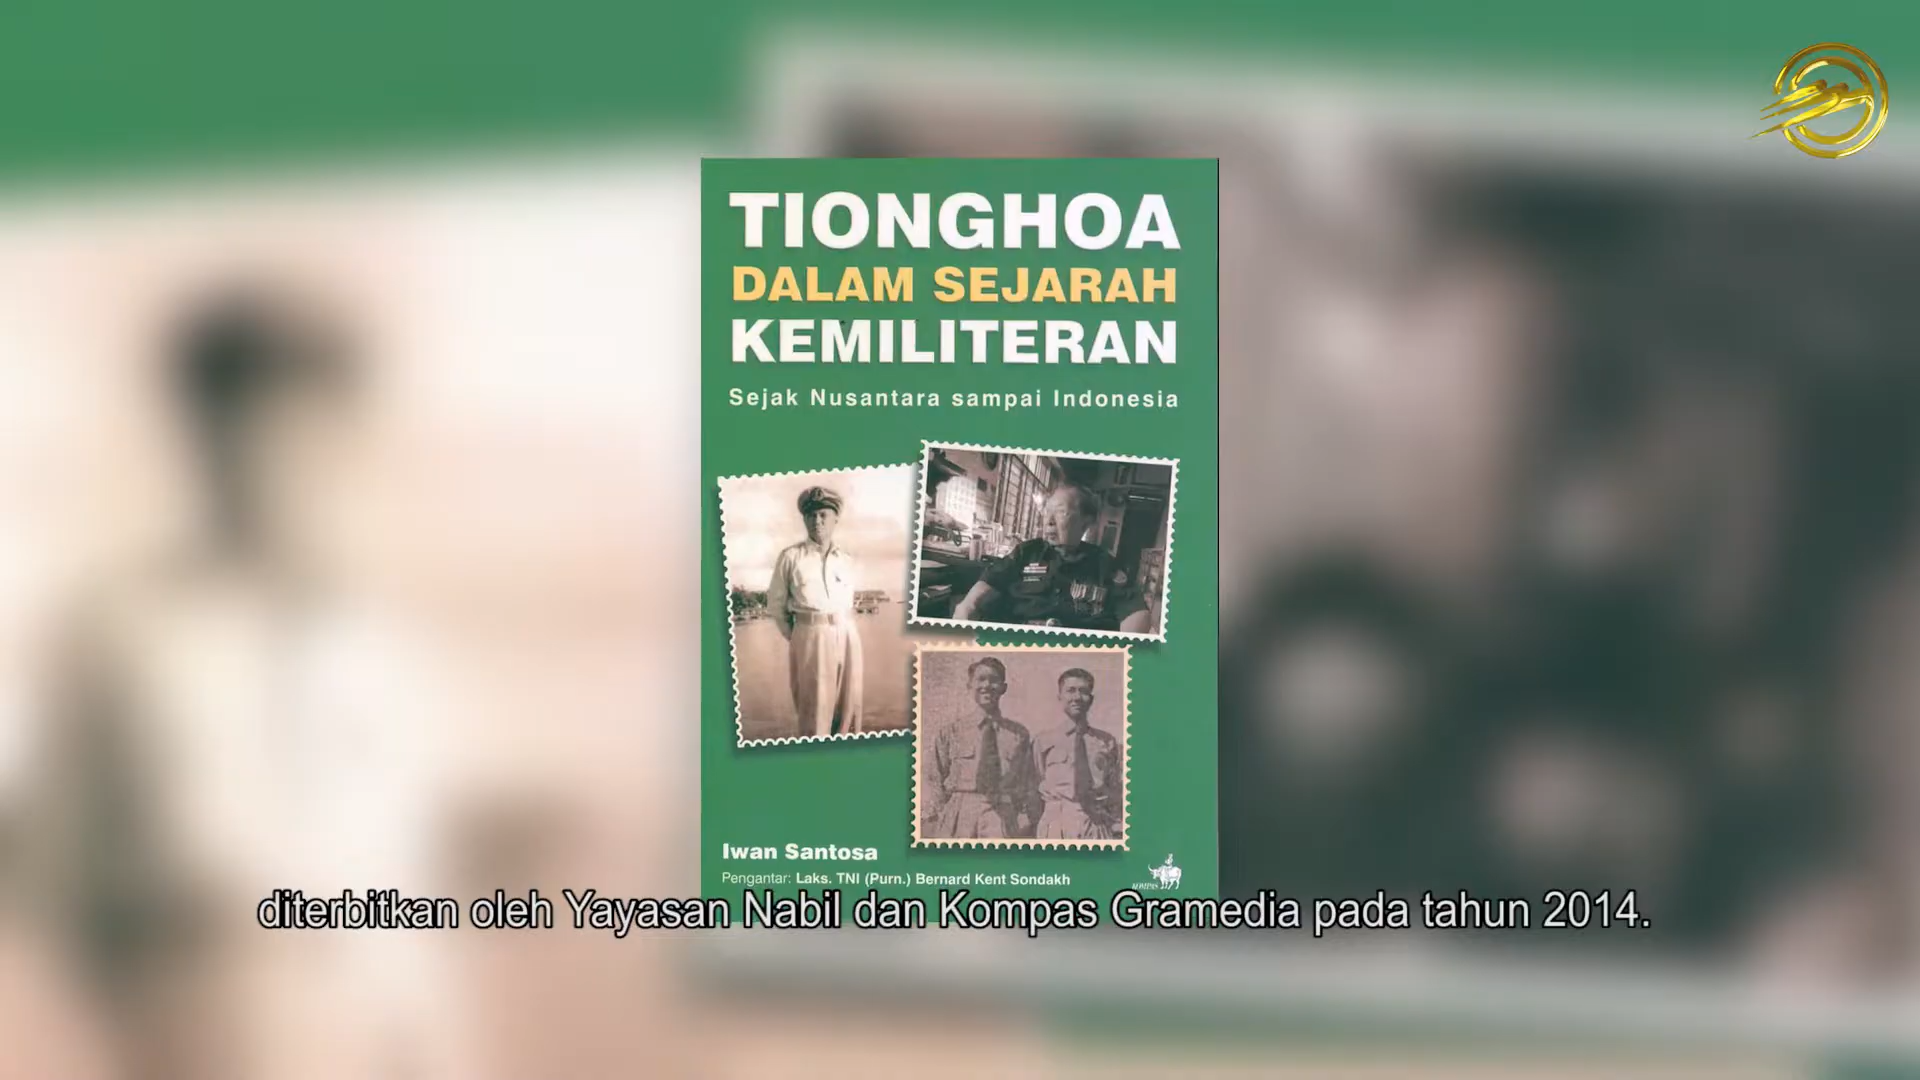 TIONGHOA
DALAM SEJARAH
KEMILITERAN
Sejak Nusantara sampai Indonesia
Iwan Santosa
Pengantar: Laks. TNI (Purn.) Bernard Kent Sondakh
KOMPAS
diterbitkan oleh Yayasan Nabil dan Kompas Gramedia pada tahun 2014.